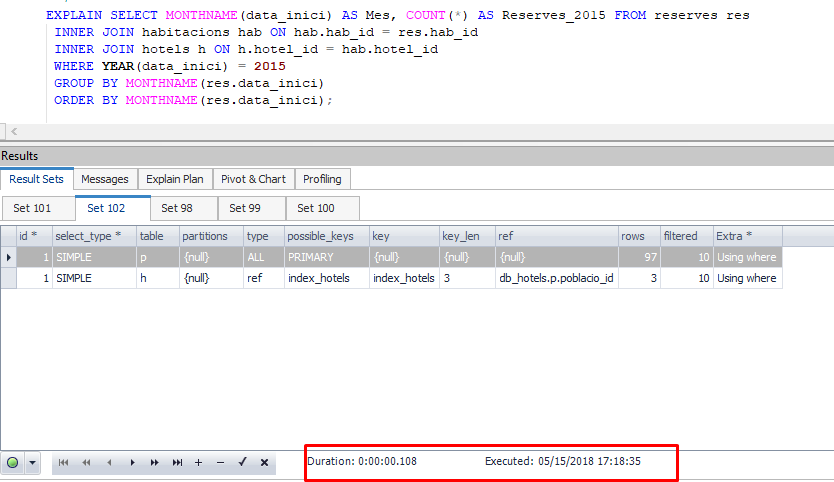 EXPLAIN SELECT MONTHNAME(data_inici) AS Mes, COUNT(*) AS Reserves_2015 FROM reserves res
INNER JOIN habitacions hab ON hab.hab_id = res.hab_id
INNER JOIN hotels h ON h.hotel_id = hab.hotel_id
WHERE YEAR(data_inici) = 2015
GROUP BY MONTHNAME(res.data_inici)
ORDER BY MONTHNAME(res.data_inici);
Results
Result Sets Messages Explain Plan Pivot & Chart Profiling
Set 101 Set 102 Set 98 Set 99 Set 100
id * select_type * table partitions type possible_keys key key_len ref rows filtered Extra *
1 SIMPLE p {null} ALL PRIMARY {null} {null} {null} 97 10 Using where
1 SIMPLE h {null} ref index_hotels index_hotels 3 db_hotels.p.poblacio_id 3 10 Using where
Duration: 0:00:00.108 Executed: 05/15/2018 17:18:35